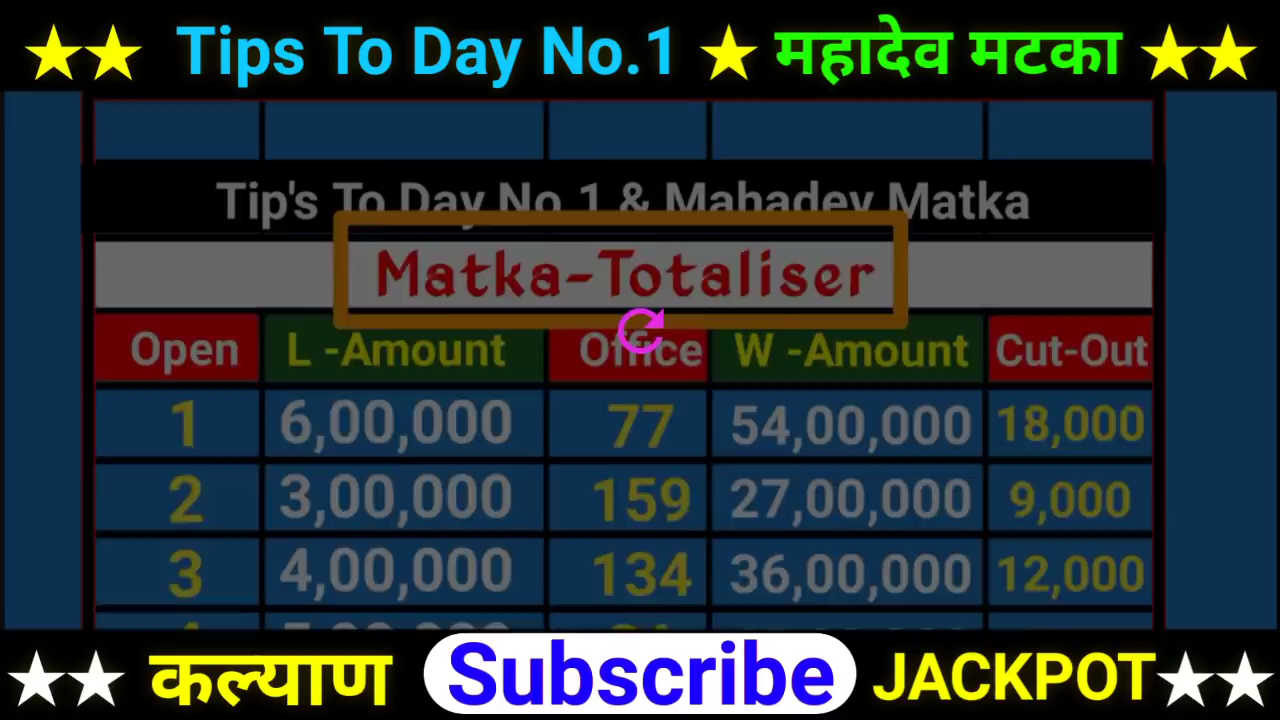 Tips To Day No.1 महादेव मटका
Tip's To Day No.1 & Mahadev Matka
Matka-Totaliser
Open L -Amount Office W -Amount Cut-Out
1 6,00,000 77 54,00,000 18,000
2 3,00,000 159 27,00,000 9,000
3 4,00,000 134 36,00,000 12,000
कल्याण Subscribe JACKPOT